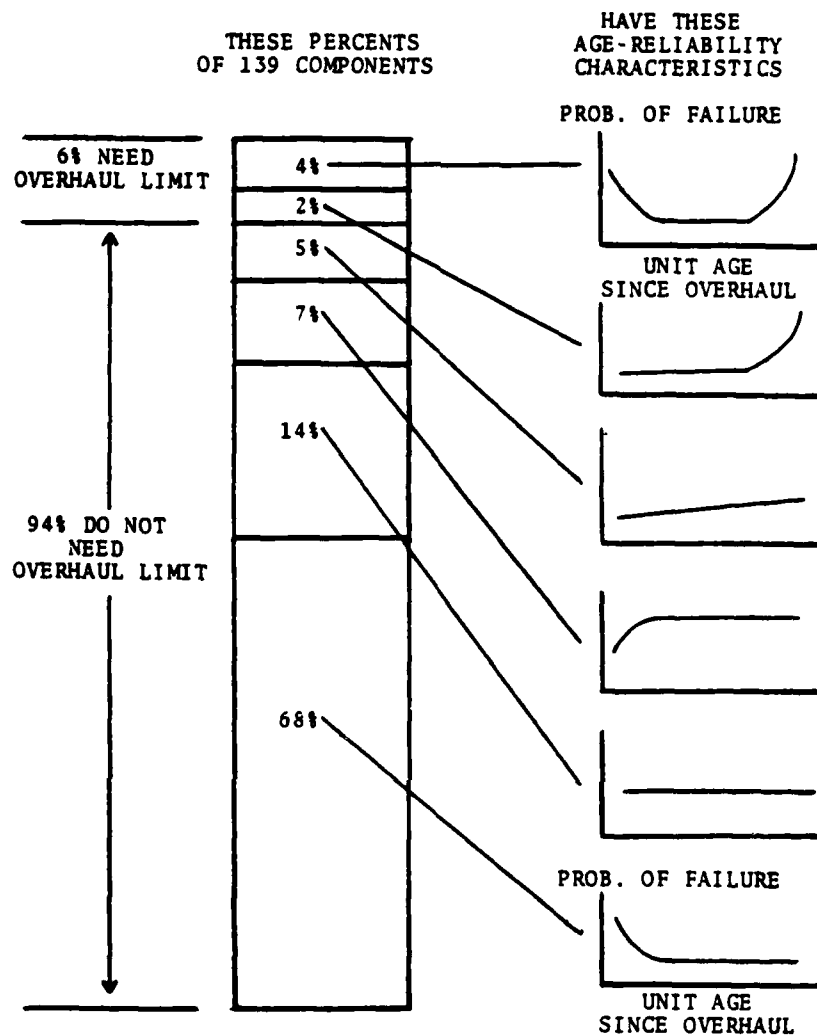 THESE PERCENTS
OF 139 COMPONENTS
HAVE THESE
AGE-RELIABILITY
CHARACTERISTICS
PROB. OF FAILURE
6% NEED
OVERHAUL LIMIT
4%
2%
5%
7%
14%
68%
UNIT AGE
SINCE OVERHAUL
94% DO NOT
NEED
OVERHAUL LIMIT
PROB. OF FAILURE
UNIT AGE
SINCE OVERHAUL